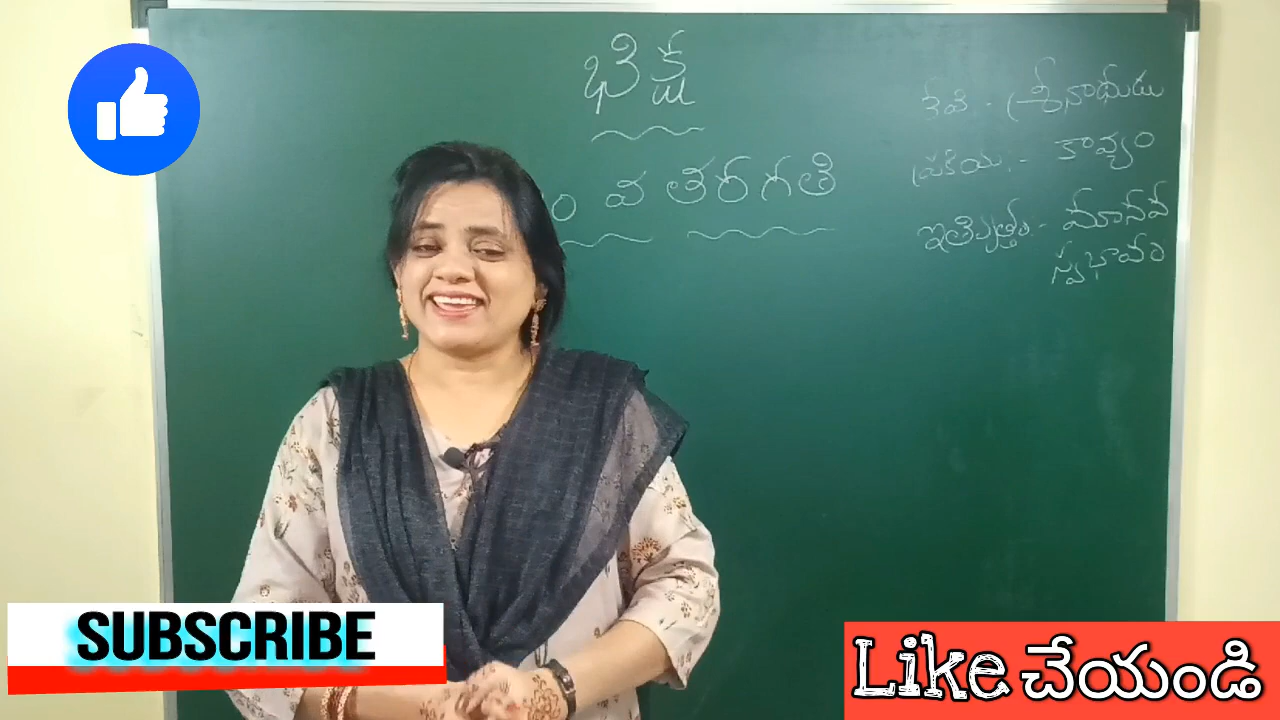 భిక్ష
వ తరగతి
కవి - శ్రీనాథుడు
ప్రక్రియ - కావ్యం
ఇతివృత్తం - మానవ
స్వభావం
SUBSCRIBE
Like చేయండి